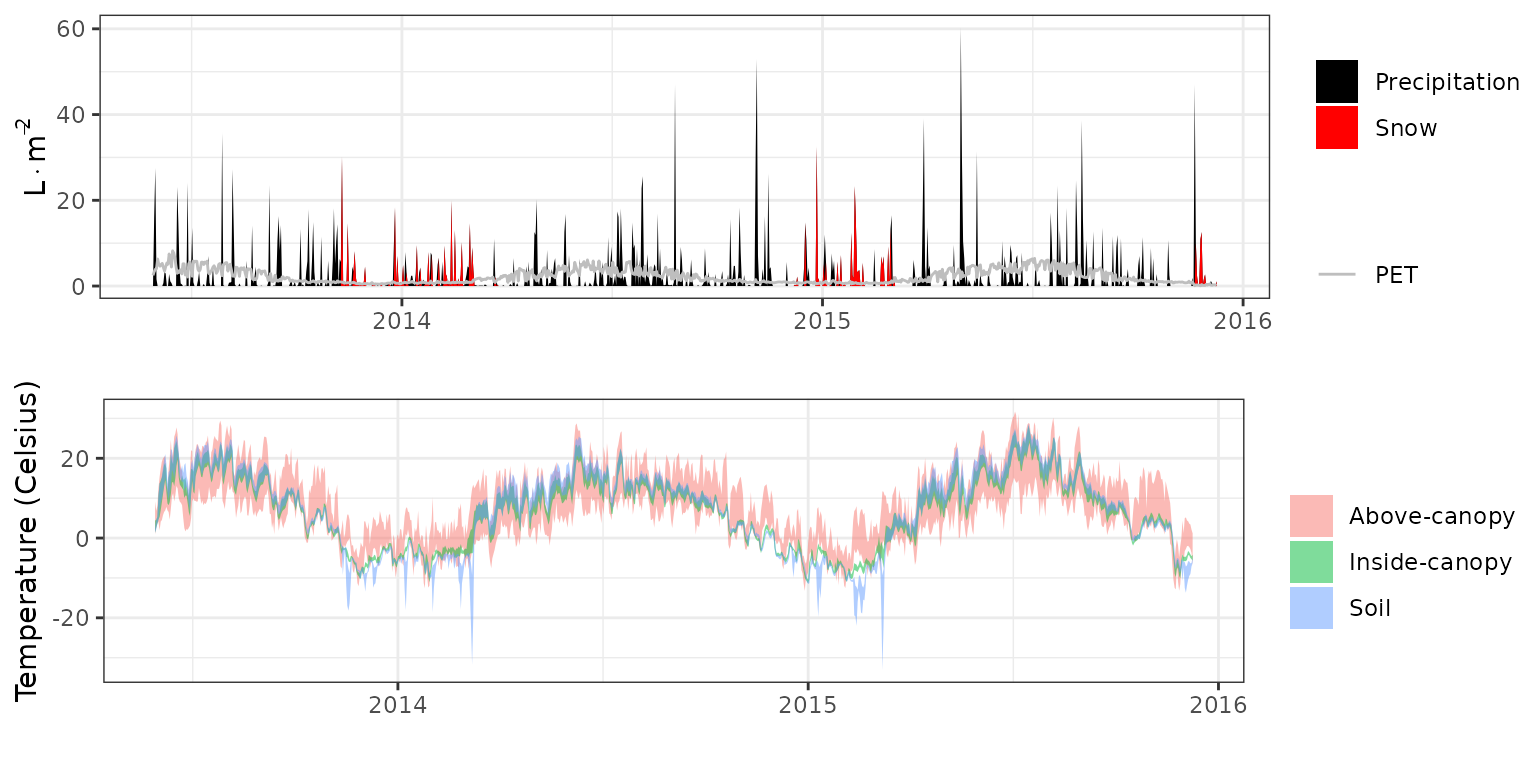 60
40
20
0
L · m⁻²
2014
2015
2016
Precipitation
Snow
PET
20
0
-20
Temperature (Celsius)
2014
2015
2016
Above-canopy
Inside-canopy
Soil